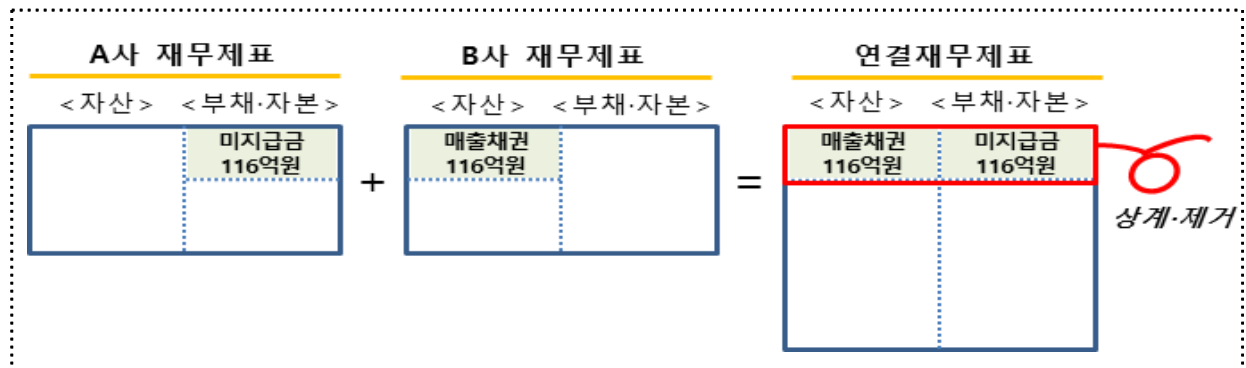 A사 재무제표
<자산> <부채·자본>
미지급금
116억원
+
B사 재무제표
<자산> <부채·자본>
매출채권
116억원
=
연결재무제표
<자산> <부채·자본>
매출채권 미지급금
116억원 116억원
상계·제거